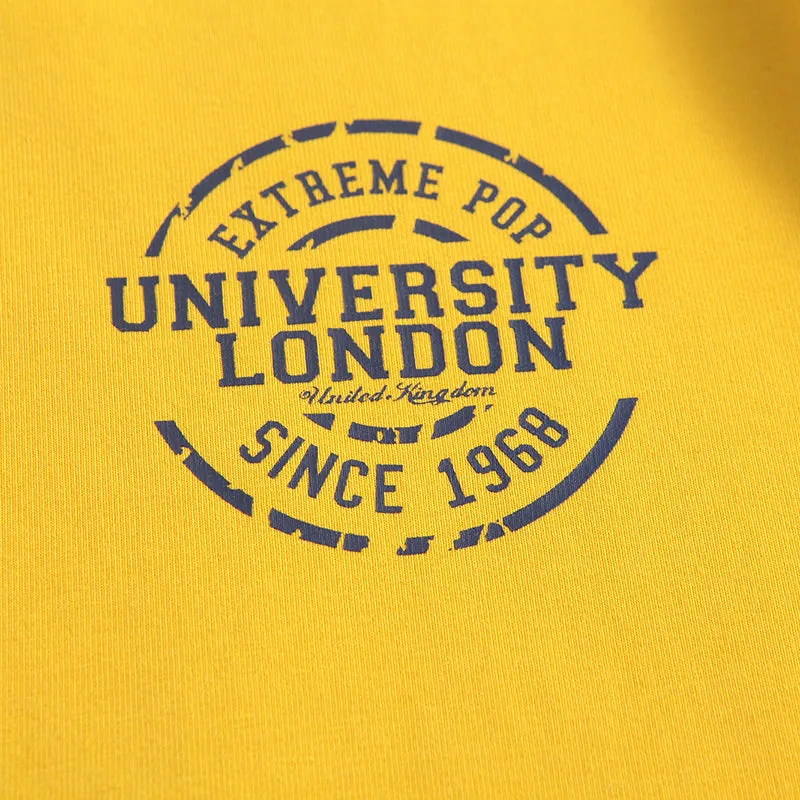 EXTREME POP
UNIVERSITY
LONDON
United Kingdom
SINCE 1968